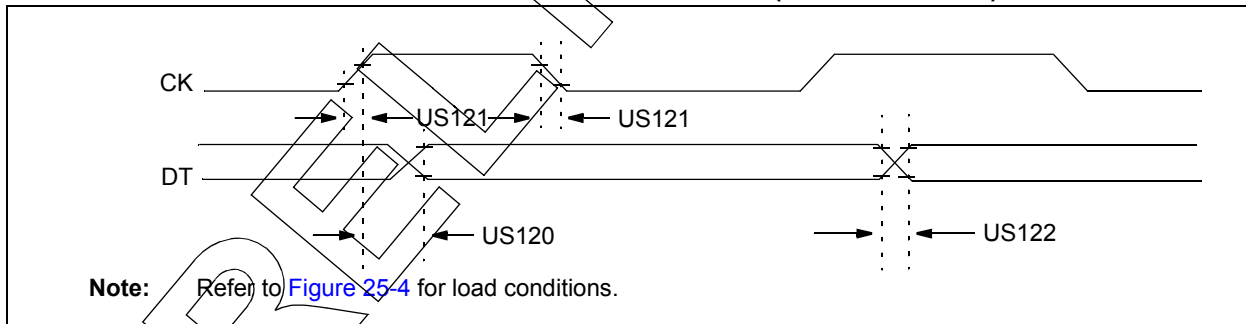 CK
US121 US121
DT
US120
US122
Note: Refer to Figure 25-4 for load conditions.